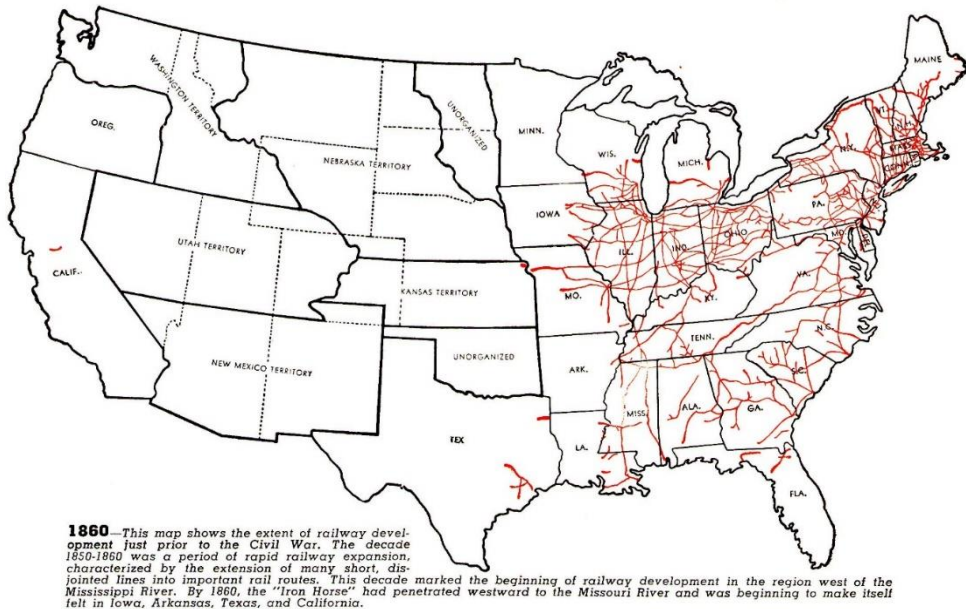 MAINE
WASHINGTON TERRITORY
OREG.
UNORGANIZED
MINN.
VT.
NEBRASKA TERRITORY
WIS.
MICH.
N.Y.
MASS.
CONN.
IOWA
PA.
UTAH TERRITORY
ILL.
IND.
OHIO
MD.
DEL.
CALIF.
KANSAS TERRITORY
MO.
KY.
VA.
NEW MEXICO TERRITORY
UNORGANIZED
TENN.
N.C.
ARK.
S.C.
MISS.
ALA.
GA.
TEX
LA.
FLA.
1860—This map shows the extent of railway devel-
opment just prior to the Civil War. The decade
1850-1860 was a period of rapid railway expansion,
characterized by the extension of many short, dis-
jointed lines into important rail routes. This decade marked the beginning of railway development in the region west of the
Mississippi River. By 1860, the "Iron Horse" had penetrated westward to the Missouri River and was beginning to make itself
felt in Iowa, Arkansas, Texas, and California.